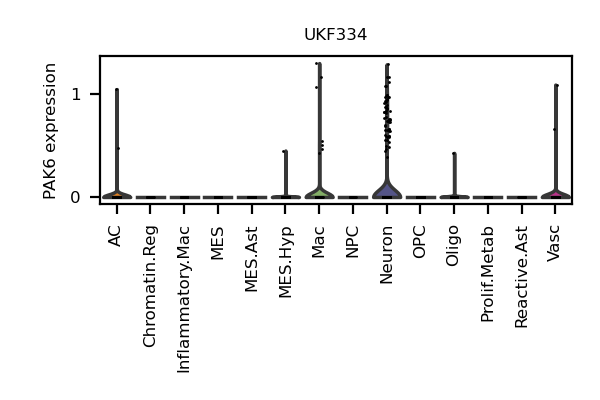 UKF334
PAK6 expression
1
0
AC
Chromatin.Reg
Inflammatory.Mac
MES
MES.Ast
MES.Hyp
Mac
NPC
Neuron
OPC
Oligo
Prolif.Metab
Reactive.Ast
Vasc